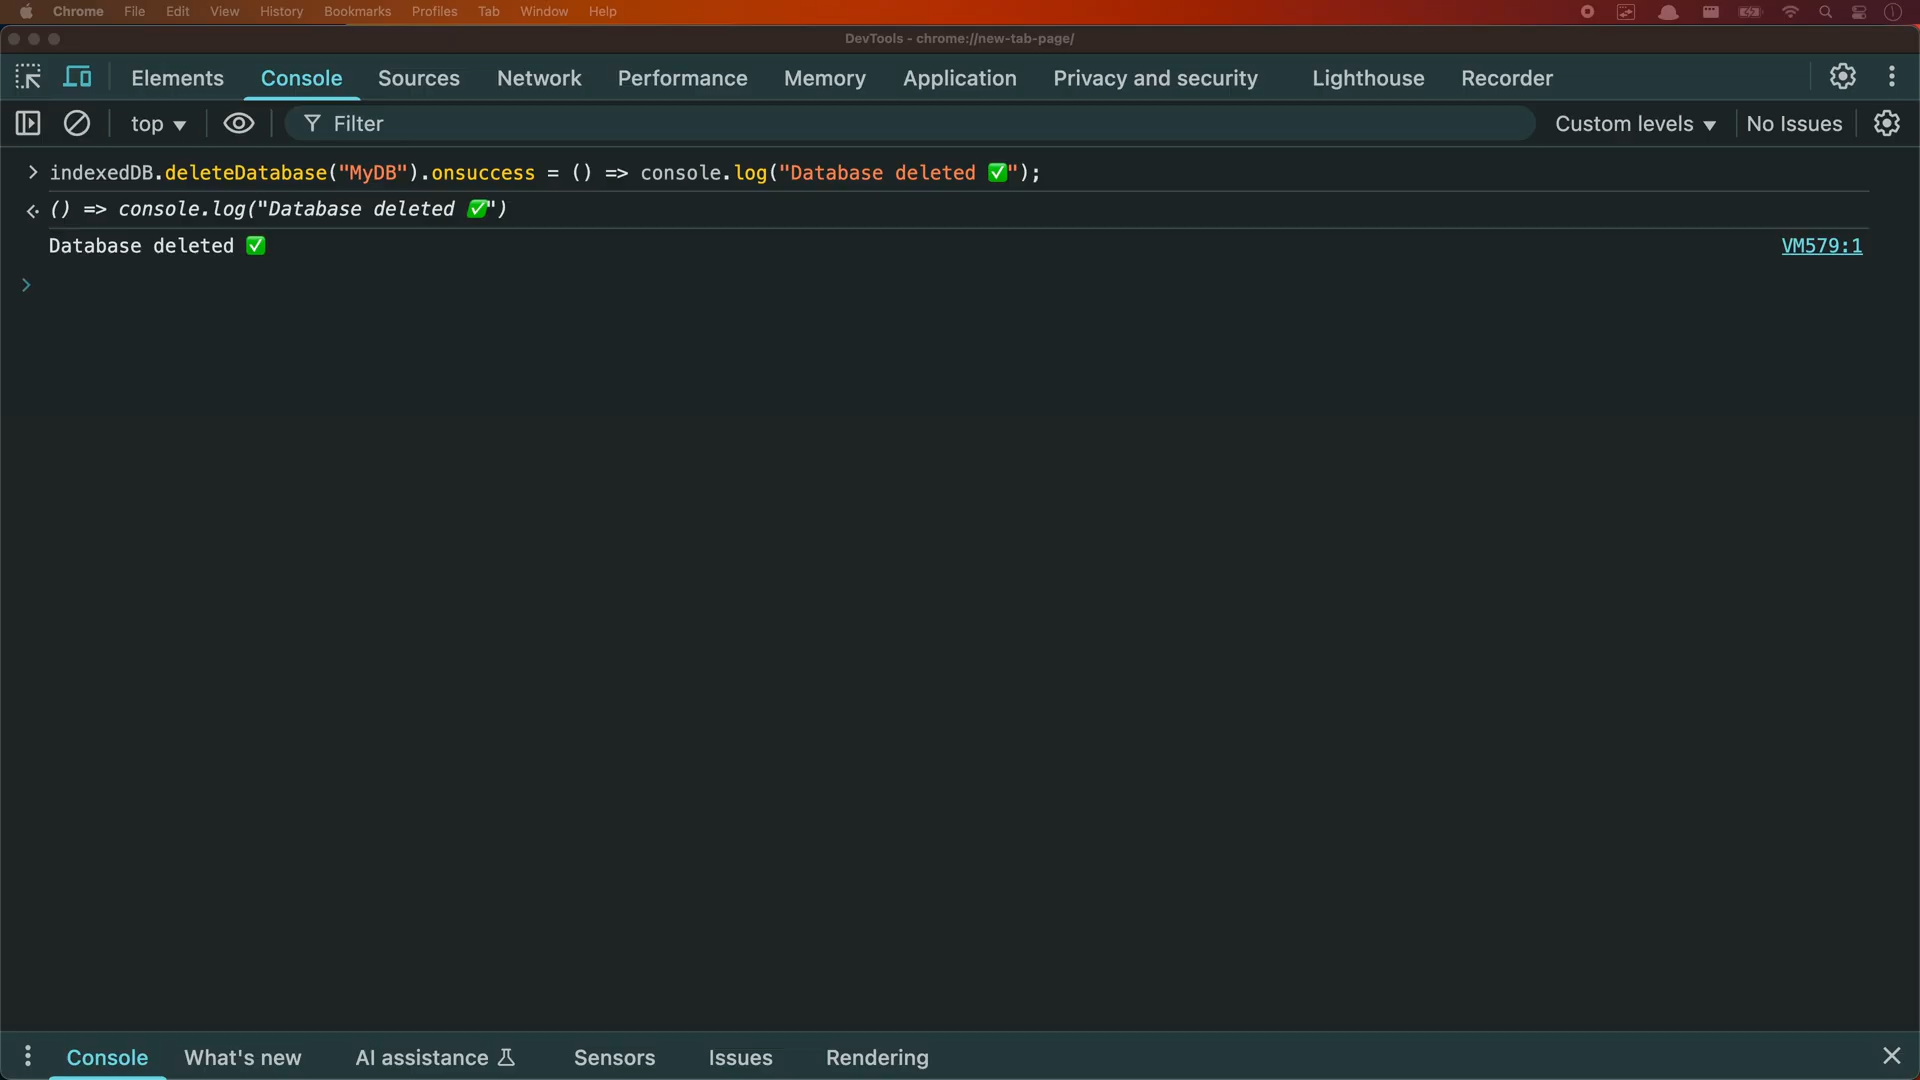 Chrome File Edit View History Bookmarks Profiles Tab Window Help
DevTools - chrome://new-tab-page/
Elements Console Sources Network Performance Memory Application Privacy and security Lighthouse Recorder
top ▼ Filter Custom levels ▼ No Issues
> indexedDB.deleteDatabase("MyDB").onsuccess = () => console.log("Database deleted ✅");
<· () => console.log("Database deleted ✅")
Database deleted ✅ VM579:1
>
Console What's new AI assistance Sensors Issues Rendering